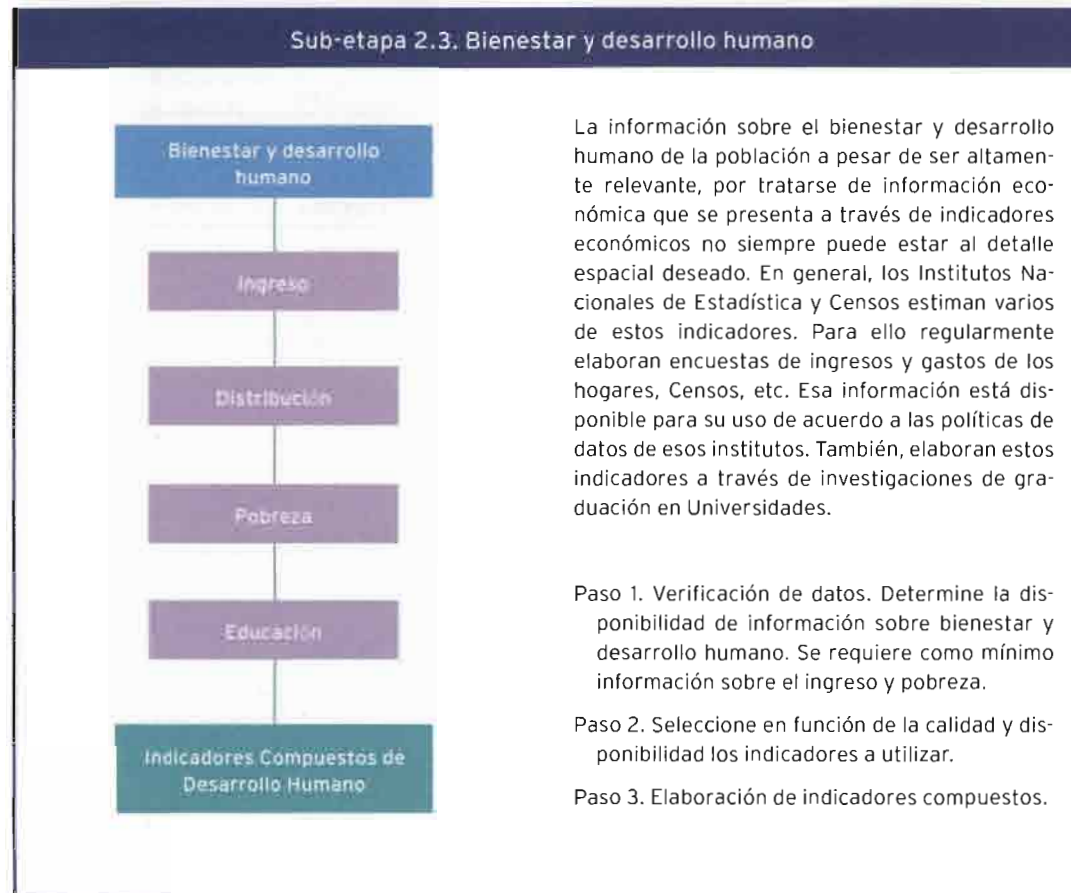 Sub-etapa 2.3. Bienestar y desarrollo humano
Bienestar y desarrollo
humano
Ingreso
Distribución
Pobreza
Educación
Indicadores Compuestos de
Desarrollo Humano
La información sobre el bienestar y desarrollo
humano de la población a pesar de ser altamen-
te relevante, por tratarse de información eco-
nómica que se presenta a través de indicadores
económicos no siempre puede estar al detalle
espacial deseado. En general, los Institutos Na-
cionales de Estadística y Censos estiman varios
de estos indicadores. Para ello regularmente
elaboran encuestas de ingresos y gastos de los
hogares, Censos, etc. Esa información está dis-
ponible para su uso de acuerdo a las políticas de
datos de esos institutos. También, elaboran estos
indicadores a través de investigaciones de gra-
duación en Universidades.
Paso 1. Verificación de datos. Determine la dis-
ponibilidad de información sobre bienestar y
desarrollo humano. Se requiere como mínimo
información sobre el ingreso y pobreza.
Paso 2. Seleccione en función de la calidad y dis-
ponibilidad los indicadores a utilizar.
Paso 3. Elaboración de indicadores compuestos.